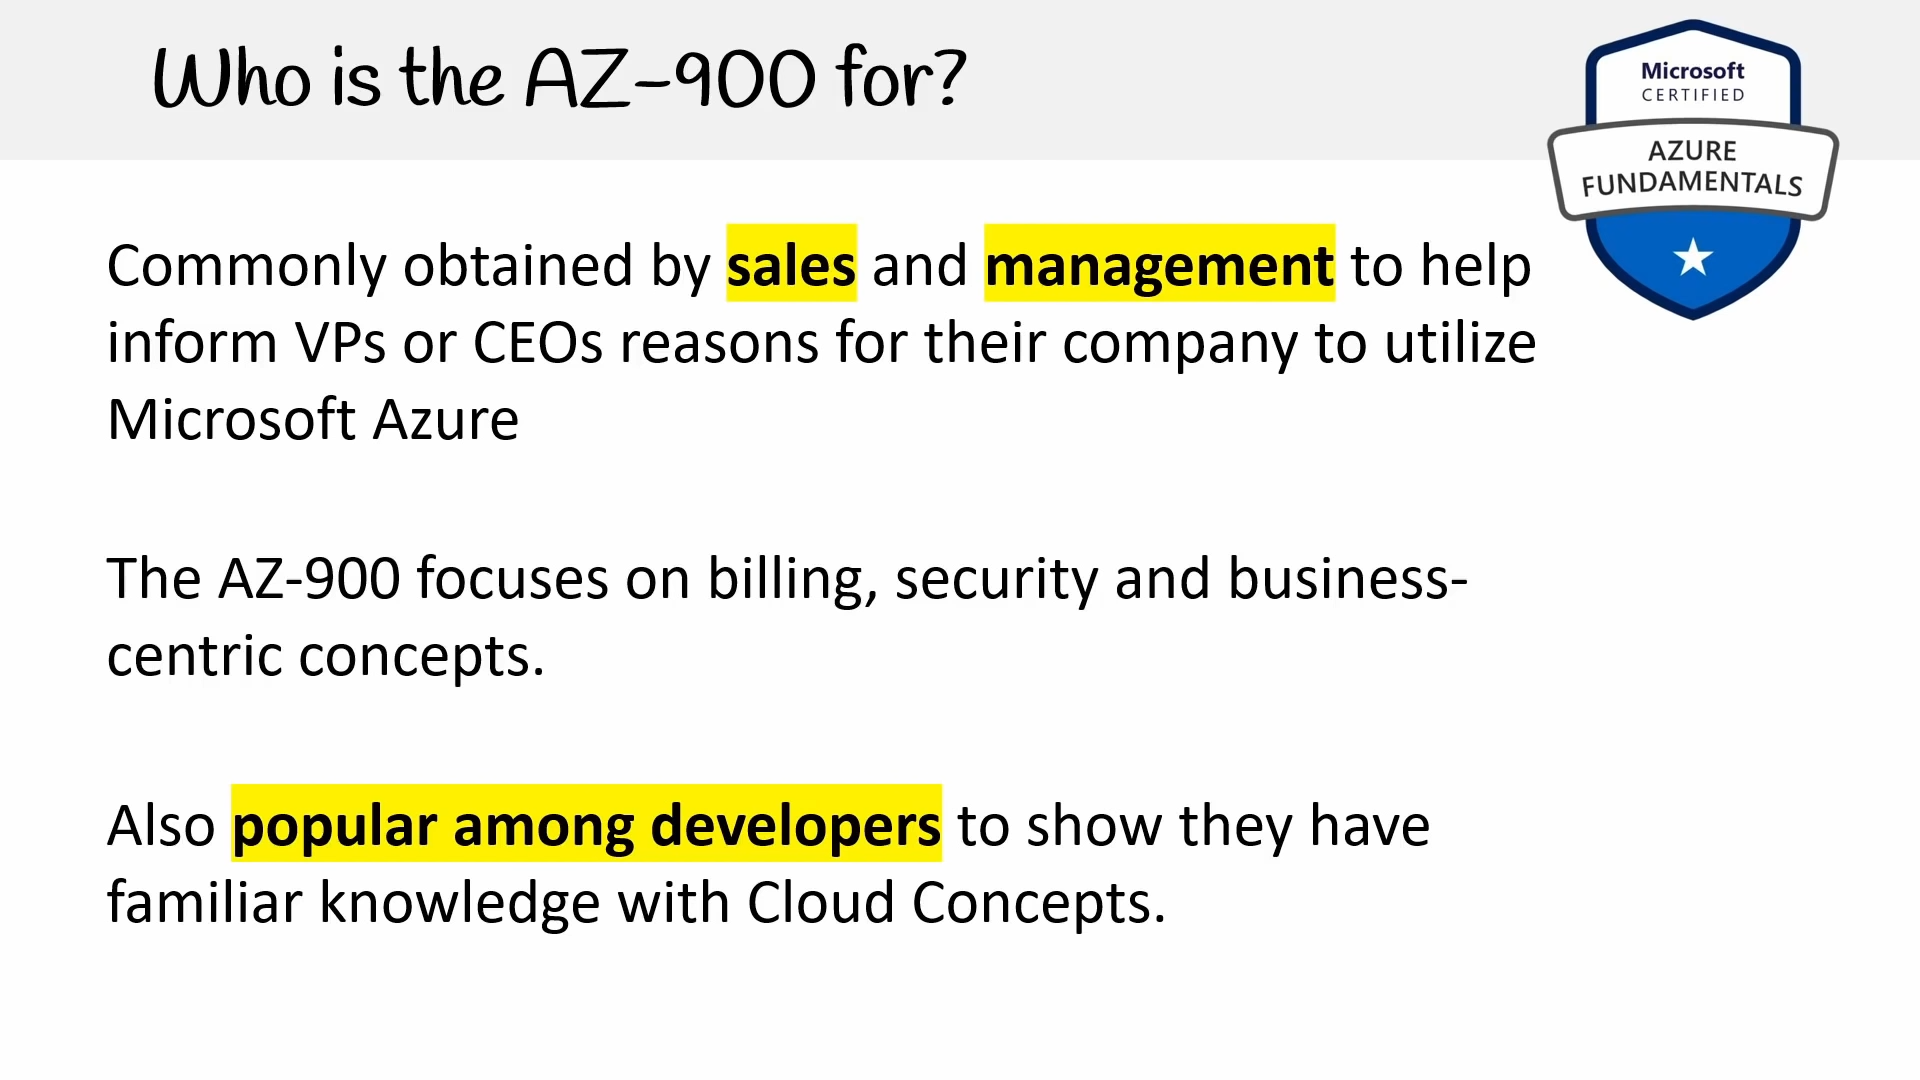 Who is the AZ-900 for?
Microsoft
CERTIFIED
AZURE
FUNDAMENTALS
Commonly obtained by sales and management to help
inform VPs or CEOs reasons for their company to utilize
Microsoft Azure
The AZ-900 focuses on billing, security and business-
centric concepts.
Also popular among developers to show they have
familiar knowledge with Cloud Concepts.